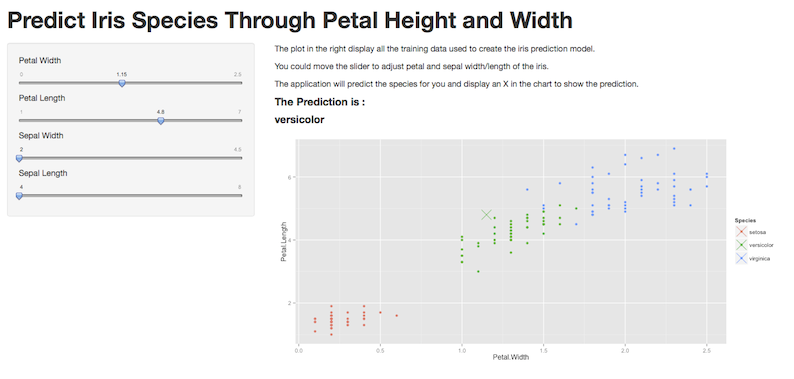 Predict Iris Species Through Petal Height and Width
Petal Width
0 1.15 2.5
Petal Length
1 4.8 7
Sepal Width
2 4.5
Sepal Length
4 8
The plot in the right display all the training data used to create the iris prediction model.
You could move the slider to adjust petal and sepal width/length of the iris.
The application will predict the species for you and display an X in the chart to show the prediction.
The Prediction is :
versicolor
Petal.Length
6
4
2
0.0 0.5 1.0 1.5 2.0 2.5
Petal.Width
Species
setosa
versicolor
virginica